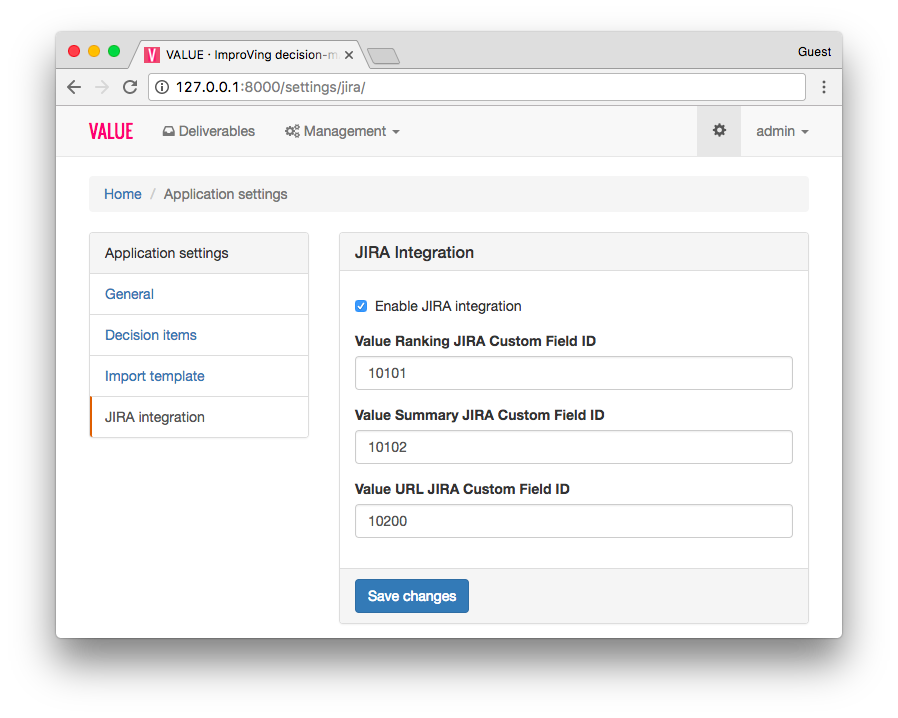 V VALUE · ImproVing decision-m
Guest
127.0.0.1:8000/settings/jira/
VALUE Deliverables Management admin
Home / Application settings
Application settings
General
Decision items
Import template
JIRA integration
JIRA Integration
Enable JIRA integration
Value Ranking JIRA Custom Field ID
10101
Value Summary JIRA Custom Field ID
10102
Value URL JIRA Custom Field ID
10200
Save changes